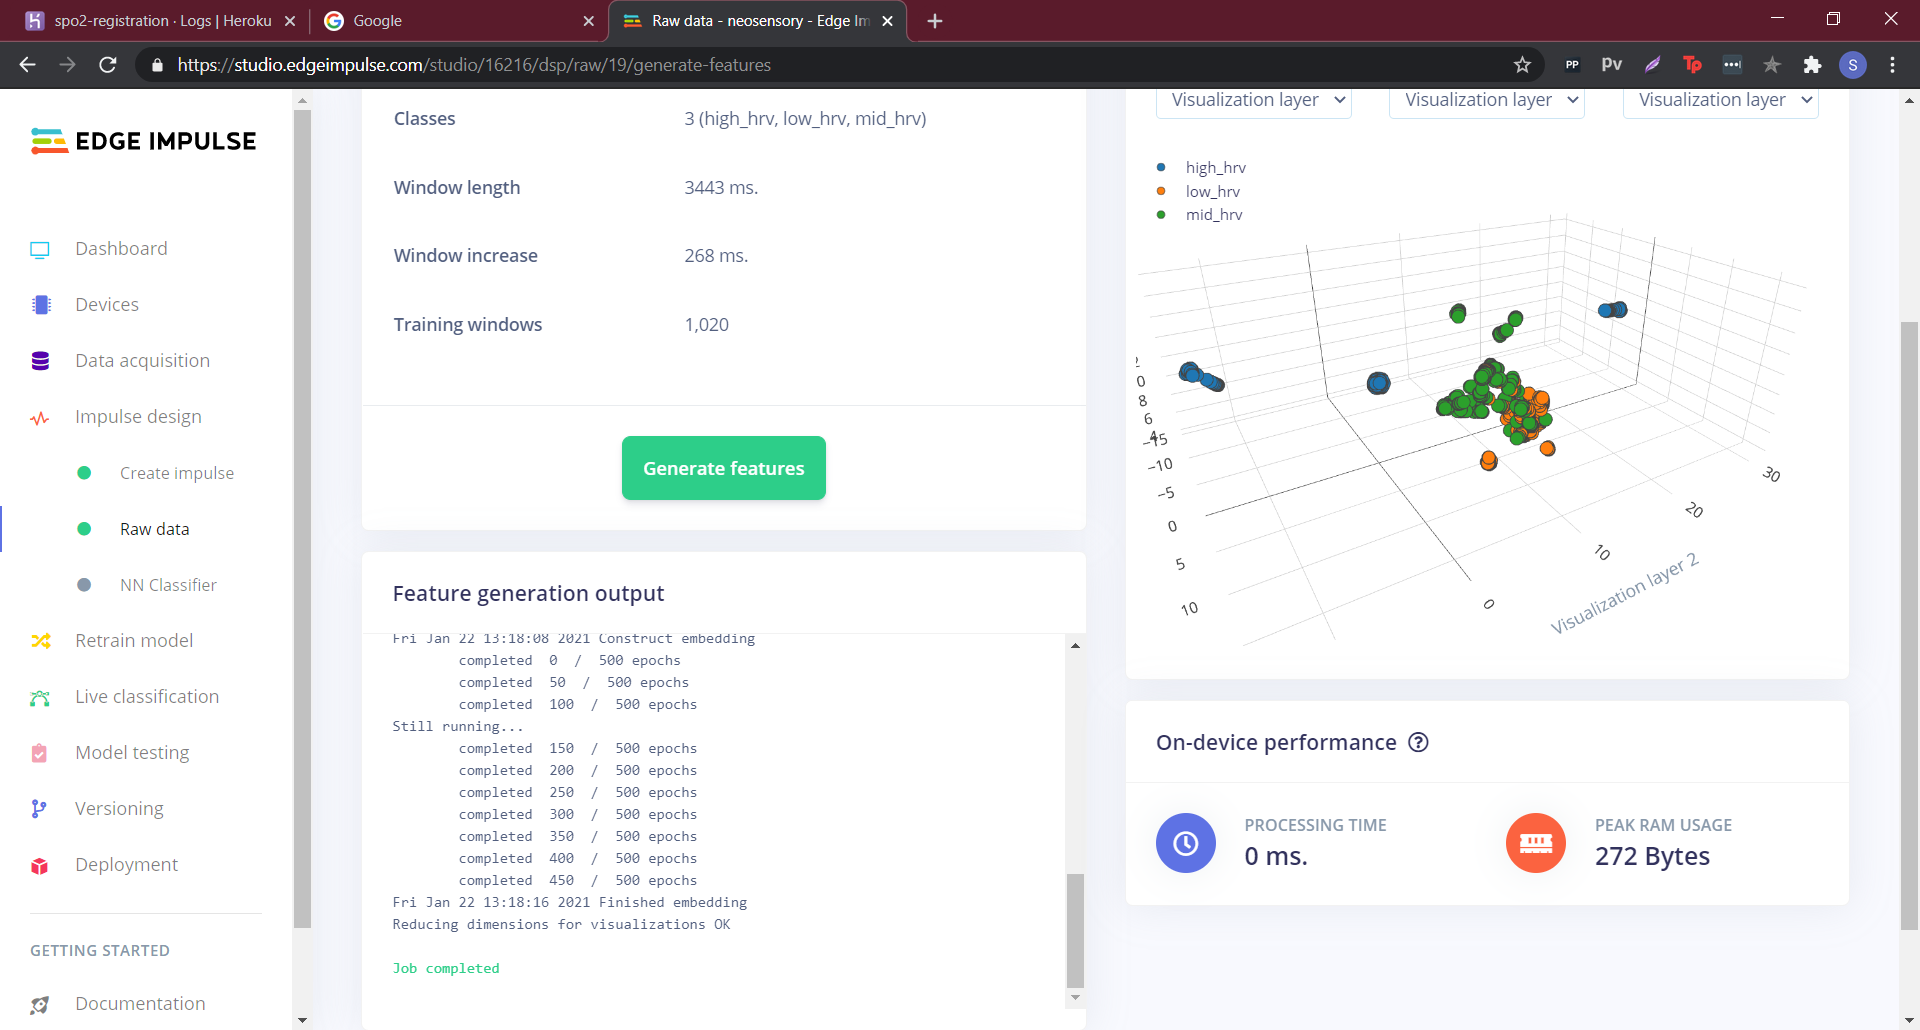 spo2-registration · Logs | Heroku
Google
Raw data - neosensory - Edge Im
https://studio.edgeimpulse.com/studio/16216/dsp/raw/19/generate-features
PP
Pv
Tp
S
EDGE IMPULSE
Dashboard
Devices
Data acquisition
Impulse design
Create impulse
Raw data
NN Classifier
Retrain model
Live classification
Model testing
Versioning
Deployment
GETTING STARTED
Documentation
Classes 3 (high_hrv, low_hrv, mid_hrv)
Window length 3443 ms.
Window increase 268 ms.
Training windows 1,020
Generate features
Feature generation output
Fri Jan 22 13:18:08 2021 Construct embedding
completed 0 / 500 epochs
completed 50 / 500 epochs
completed 100 / 500 epochs
Still running...
completed 150 / 500 epochs
completed 200 / 500 epochs
completed 250 / 500 epochs
completed 300 / 500 epochs
completed 350 / 500 epochs
completed 400 / 500 epochs
completed 450 / 500 epochs
Fri Jan 22 13:18:16 2021 Finished embedding
Reducing dimensions for visualizations OK
Job completed
Visualization layer Visualization layer Visualization layer
high_hrv
low_hrv
mid_hrv
0
8
6
4
−15
−10
−5
0
5
10
0
10
20
30
Visualization layer 2
On-device performance
PROCESSING TIME
0 ms.
PEAK RAM USAGE
272 Bytes